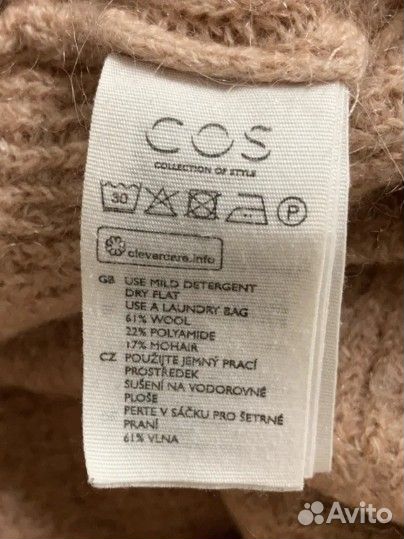 COS
COLLECTION OF STYLE
30 P
clevercare.info
GB USE MILD DETERGENT
DRY FLAT
USE A LAUNDRY BAG
61% WOOL
22% POLYAMIDE
17% MOHAIR
CZ POUŽIJTE JEMNÝ PRACÍ
PROSTŘEDEK
SUŠENÍ NA VODOROVNÉ
PLOŠE
PERTE V SÁČKU PRO ŠETRNÉ
PRANÍ
61% VLNA
Avito